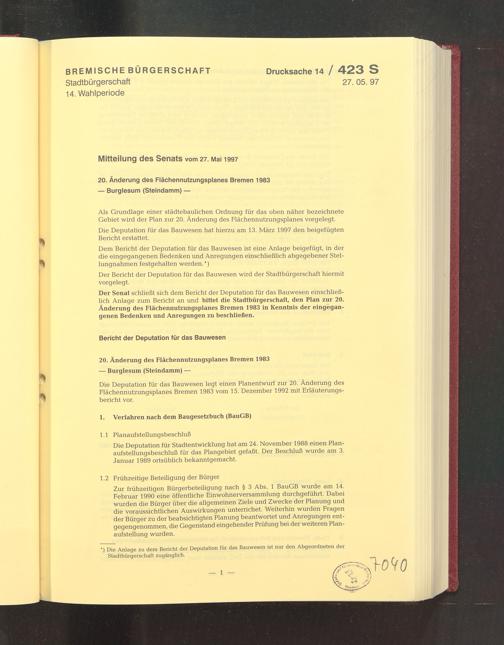 BREMISCHE BÜRGERSCHAFT
Stadtbürgerschaft
14. Wahlperiode
Drucksache 14 / 423 S
27. 05. 97
Mitteilung des Senats vom 27. Mai 1997
20. Änderung des Flächennutzungsplanes Bremen 1983
— Burglesum (Steindamm) —
Als Grundlage einer städtebaulichen Ordnung für das oben näher bezeichnete
Gebiet wird der Plan zur 20. Änderung des Flächennutzungsplanes vorgelegt.
Die Deputation für das Bauwesen hat hierzu am 13. März 1997 den beigefügten
Bericht erstattet.
Dem Bericht der Deputation für das Bauwesen ist eine Anlage beigefügt, in der
die eingegangenen Bedenken und Anregungen einschließlich abgegebener Stel-
lungnahmen festgehalten werden.*)
Der Bericht der Deputation für das Bauwesen wird der Stadtbürgerschaft hiermit
vorgelegt.
Der Senat schließt sich dem Bericht der Deputation für das Bauwesen einschließ-
lich Anlage zum Bericht an und bittet die Stadtbürgerschaft, den Plan zur 20.
Änderung des Flächennutzungsplanes Bremen 1983 in Kenntnis der eingegan-
genen Bedenken und Anregungen zu beschließen.
Bericht der Deputation für das Bauwesen
20. Änderung des Flächennutzungsplanes Bremen 1983
— Burglesum (Steindamm) —
Die Deputation für das Bauwesen legt einen Planentwurf zur 20. Änderung des
Flächennutzungsplanes Bremen 1983 vom 15. Dezember 1992 mit Erläuterungs-
bericht vor.
1. Verfahren nach dem Baugesetzbuch (BauGB)
1.1 Planaufstellungsbeschluß
Die Deputation für Stadtentwicklung hat am 24. November 1988 einen Plan-
aufstellungsbeschluß für das Plangebiet gefaßt. Der Beschluß wurde am 3.
Januar 1989 ortsüblich bekanntgemacht.
1.2 Frühzeitige Beteiligung der Bürger
Zur frühzeitigen Bürgerbeteiligung nach § 3 Abs. 1 BauGB wurde am 14.
Februar 1990 eine öffentliche Einwohnerversammlung durchgeführt. Dabei
wurden die Bürger über die allgemeinen Ziele und Zwecke der Planung und
die voraussichtlichen Auswirkungen unterrichtet. Weiterhin wurden Fragen
der Bürger zu der beabsichtigten Planung beantwortet und Anregungen ent-
gegengenommen, die Gegenstand eingehender Prüfung bei der weiteren Plan-
aufstellung wurden.
*) Die Anlage zu dem Bericht der Deputation für das Bauwesen ist nur den Abgeordneten der
Stadtbürgerschaft zugänglich.
— 1 —
7040